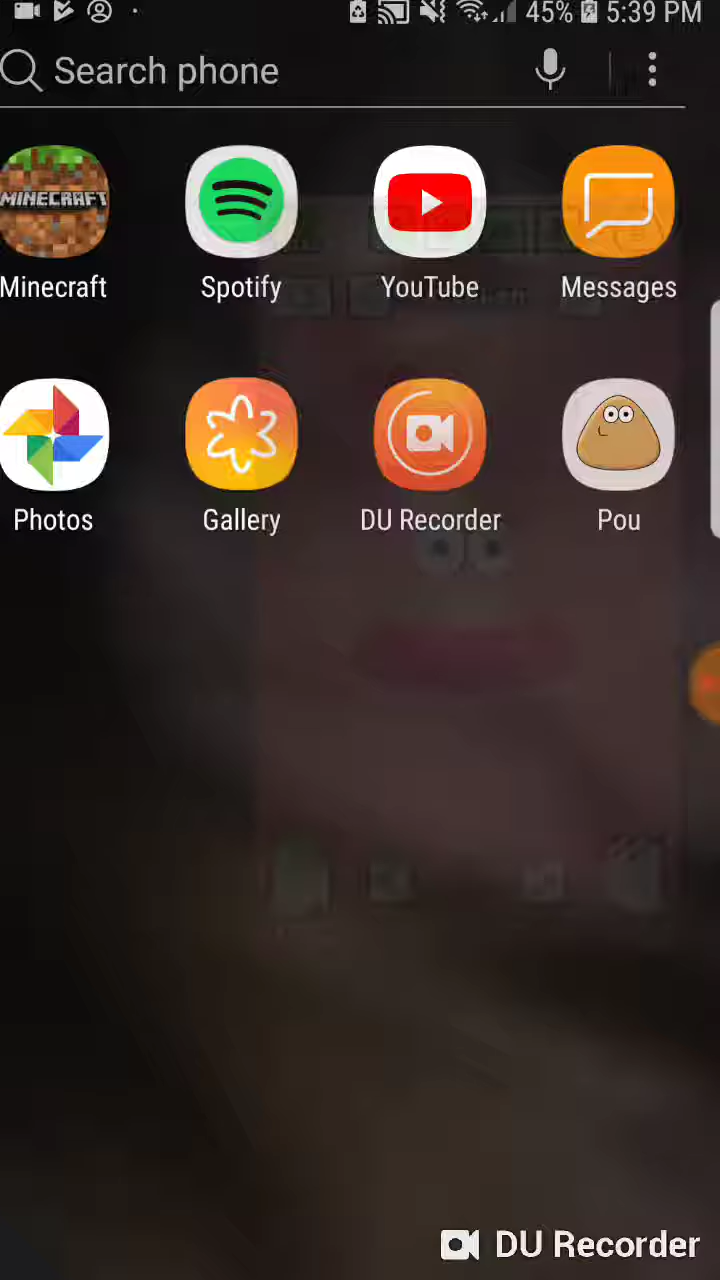 45% 5:39 PM
Search phone
MINECRAFT
Minecraft Spotify YouTube Messages
Photos Gallery DU Recorder Pou
DU Recorder